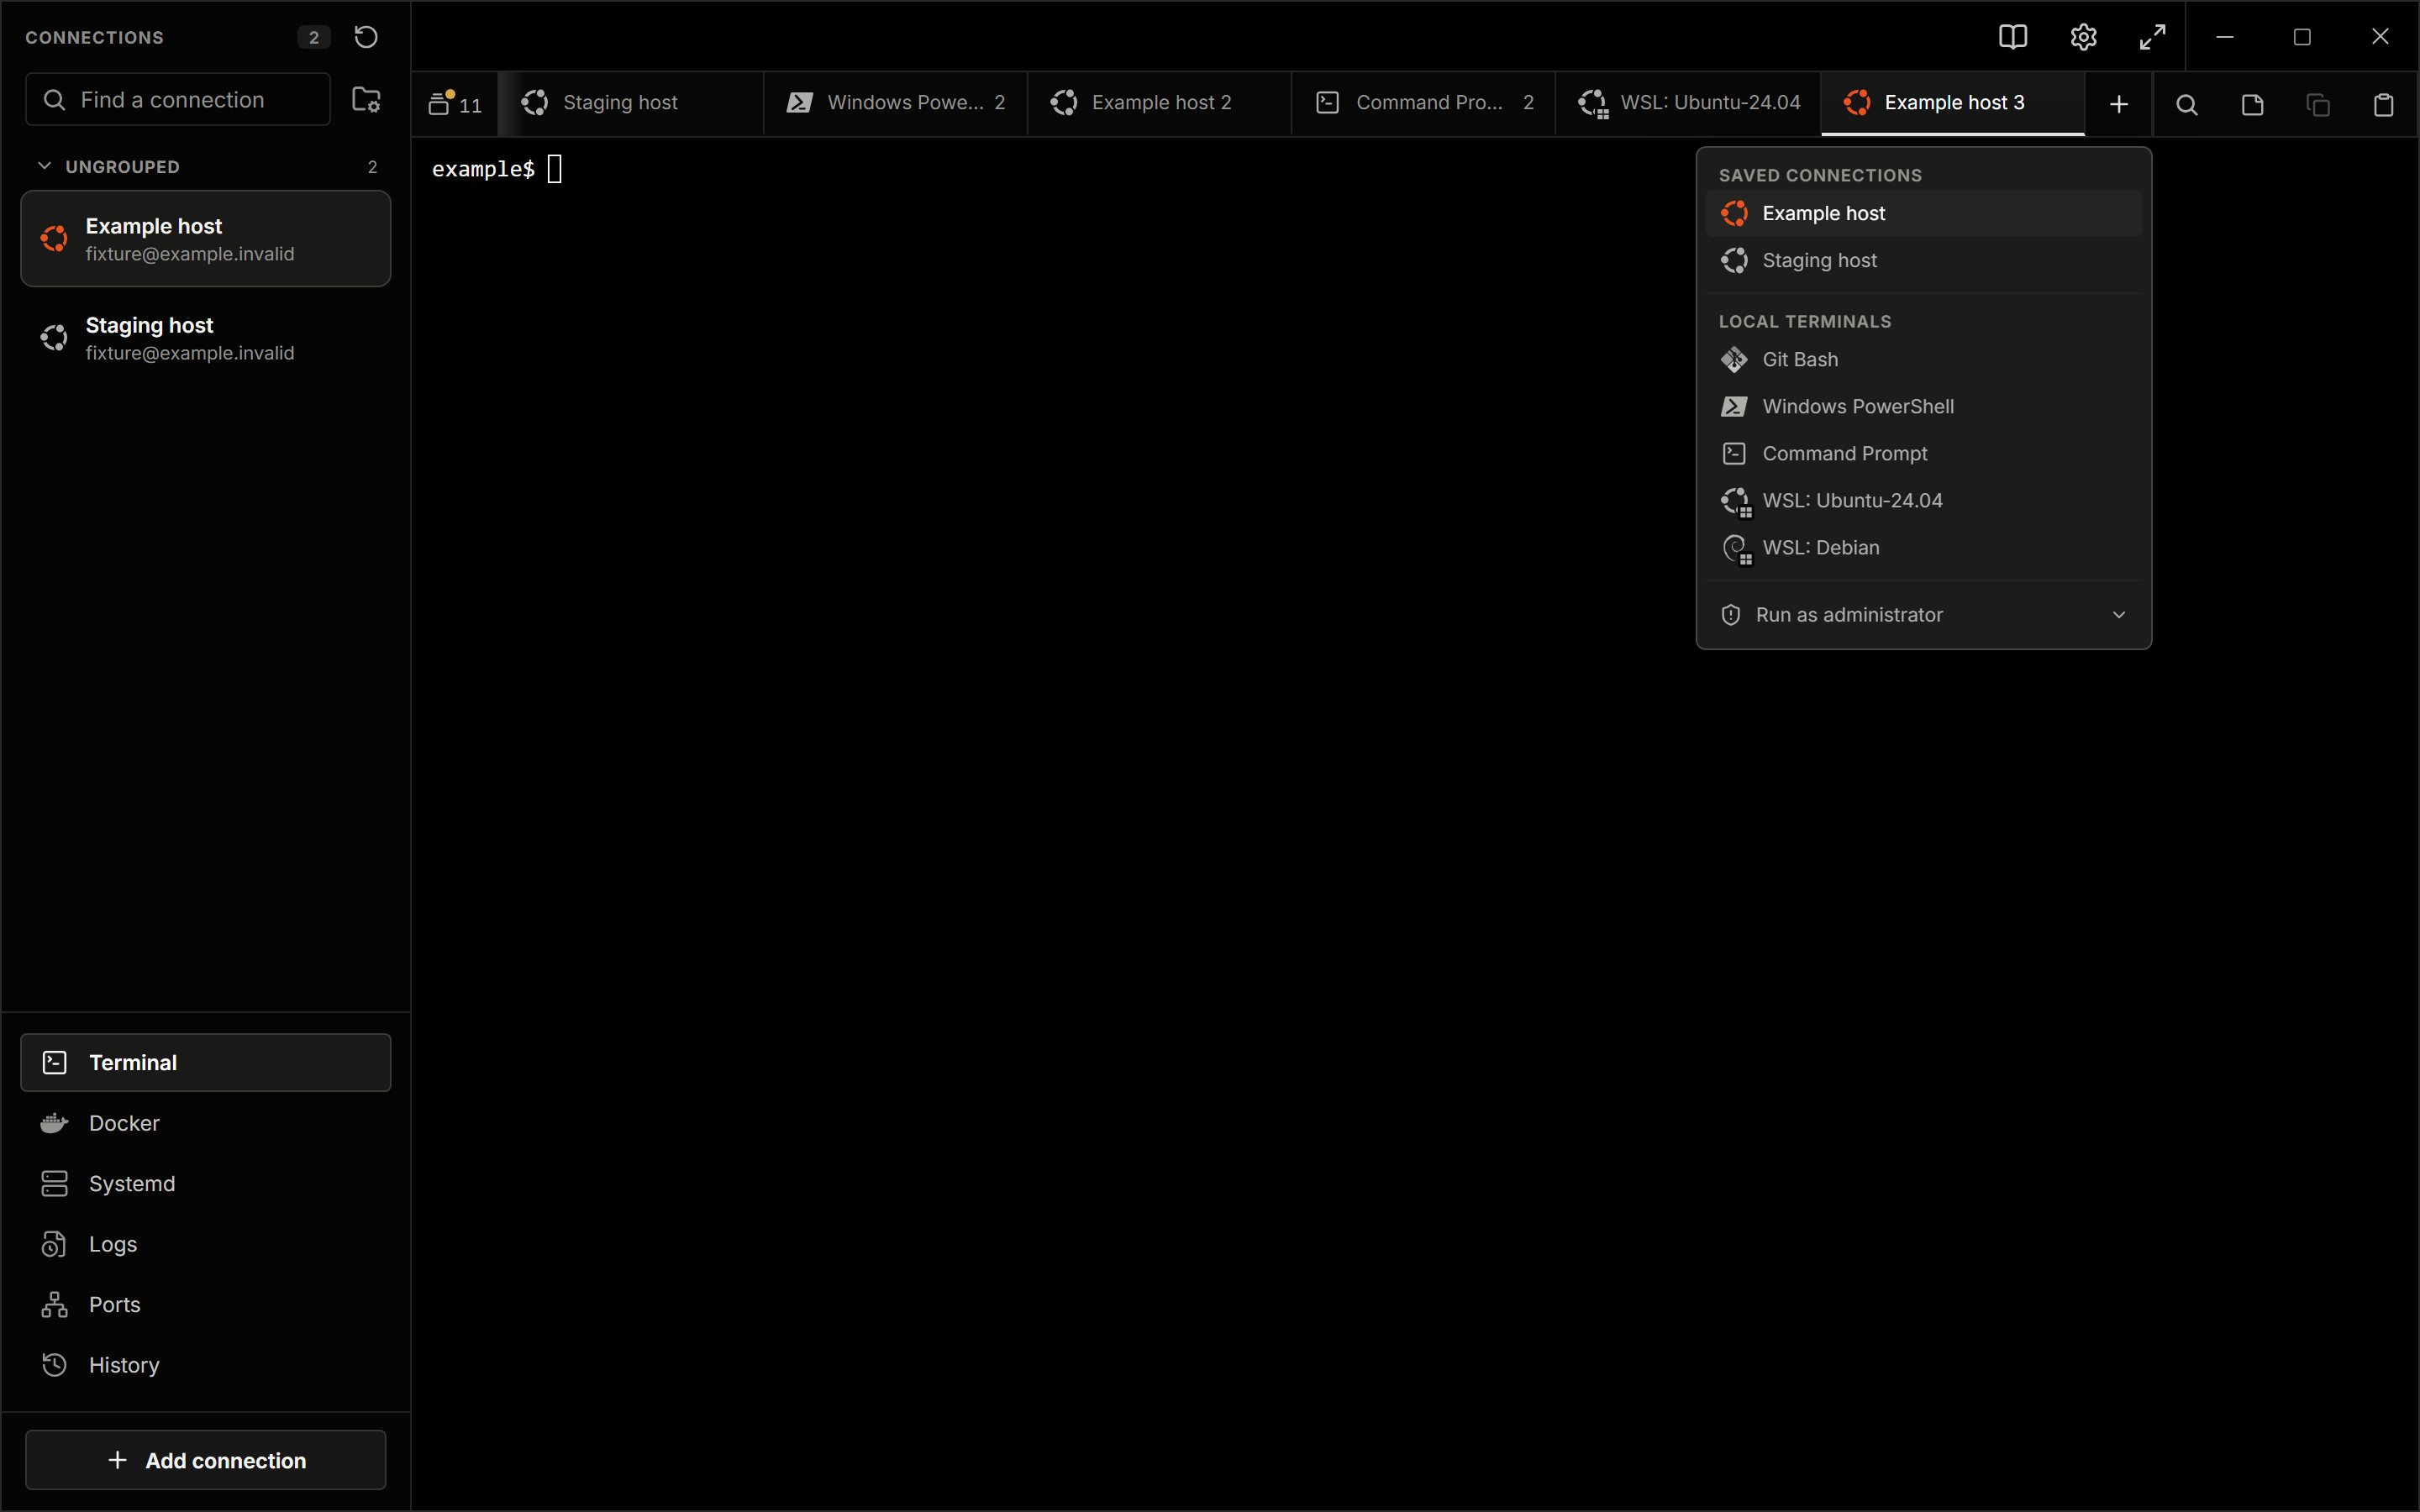 CONNECTIONS 2
Find a connection
UNGROUPED 2
Example host
fixture@example.invalid
Staging host
fixture@example.invalid
Terminal
Docker
Systemd
Logs
Ports
History
Add connection
11 Staging host Windows Powe... 2 Example host 2 Command Pro... 2 WSL: Ubuntu-24.04 Example host 3
example$
SAVED CONNECTIONS
Example host
Staging host
LOCAL TERMINALS
Git Bash
Windows PowerShell
Command Prompt
WSL: Ubuntu-24.04
WSL: Debian
Run as administrator